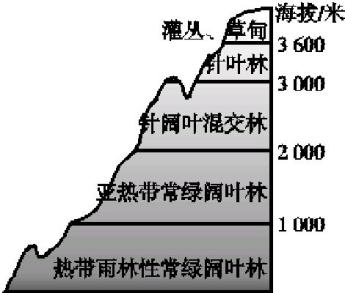 海拔/米
灌丛、草甸
3 600
针叶林
3 000
针阔叶混交林
2 000
亚热带常绿阔叶林
1 000
热带雨林性常绿阔叶林